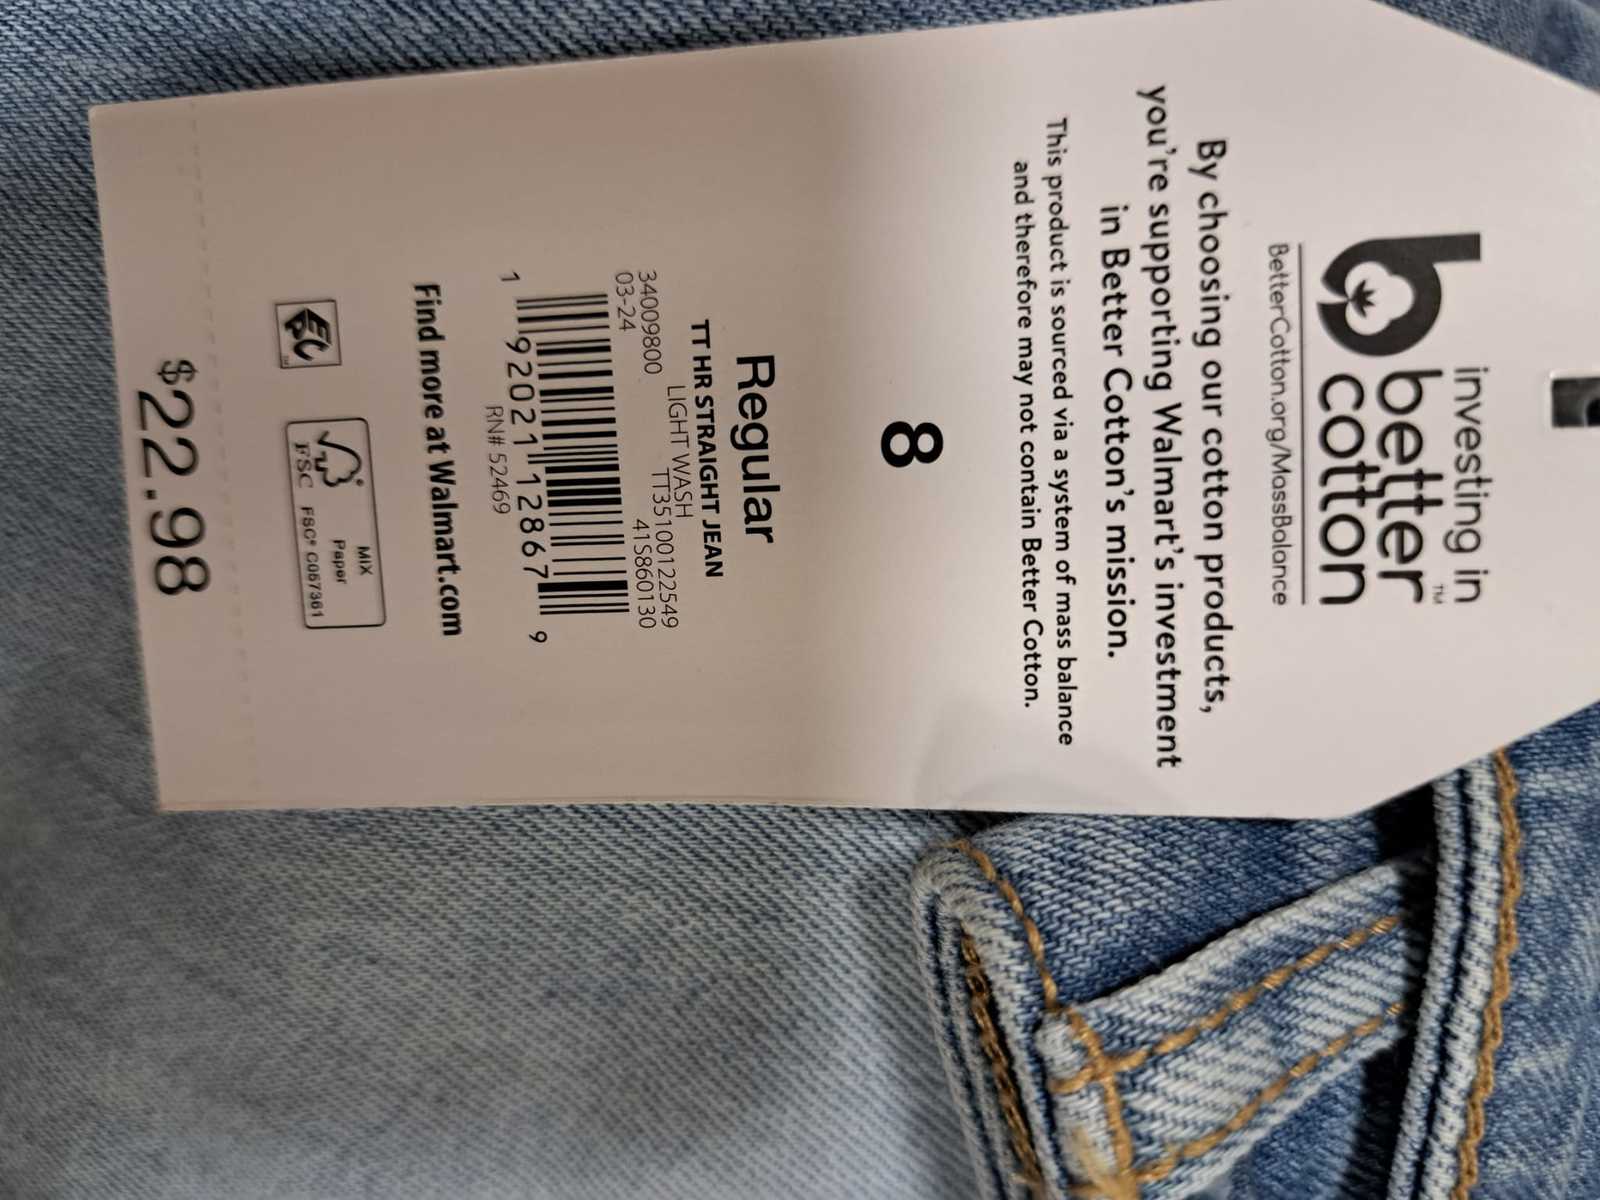 investing in
better™
cotton
BetterCotton.org/MassBalance
By choosing our cotton products,
you're supporting Walmart's investment
in Better Cotton's mission.
This product is sourced via a system of mass balance
and therefore may not contain Better Cotton.
8
Regular
TT HR STRAIGHT JEAN
LIGHT WASH
34009800 TT35100122549
03-24 415860130
1 92021 12867 9
RN# 52469
Find more at Walmart.com
EPC
FSC
MIX
Paper
FSC® C057361
$22.98